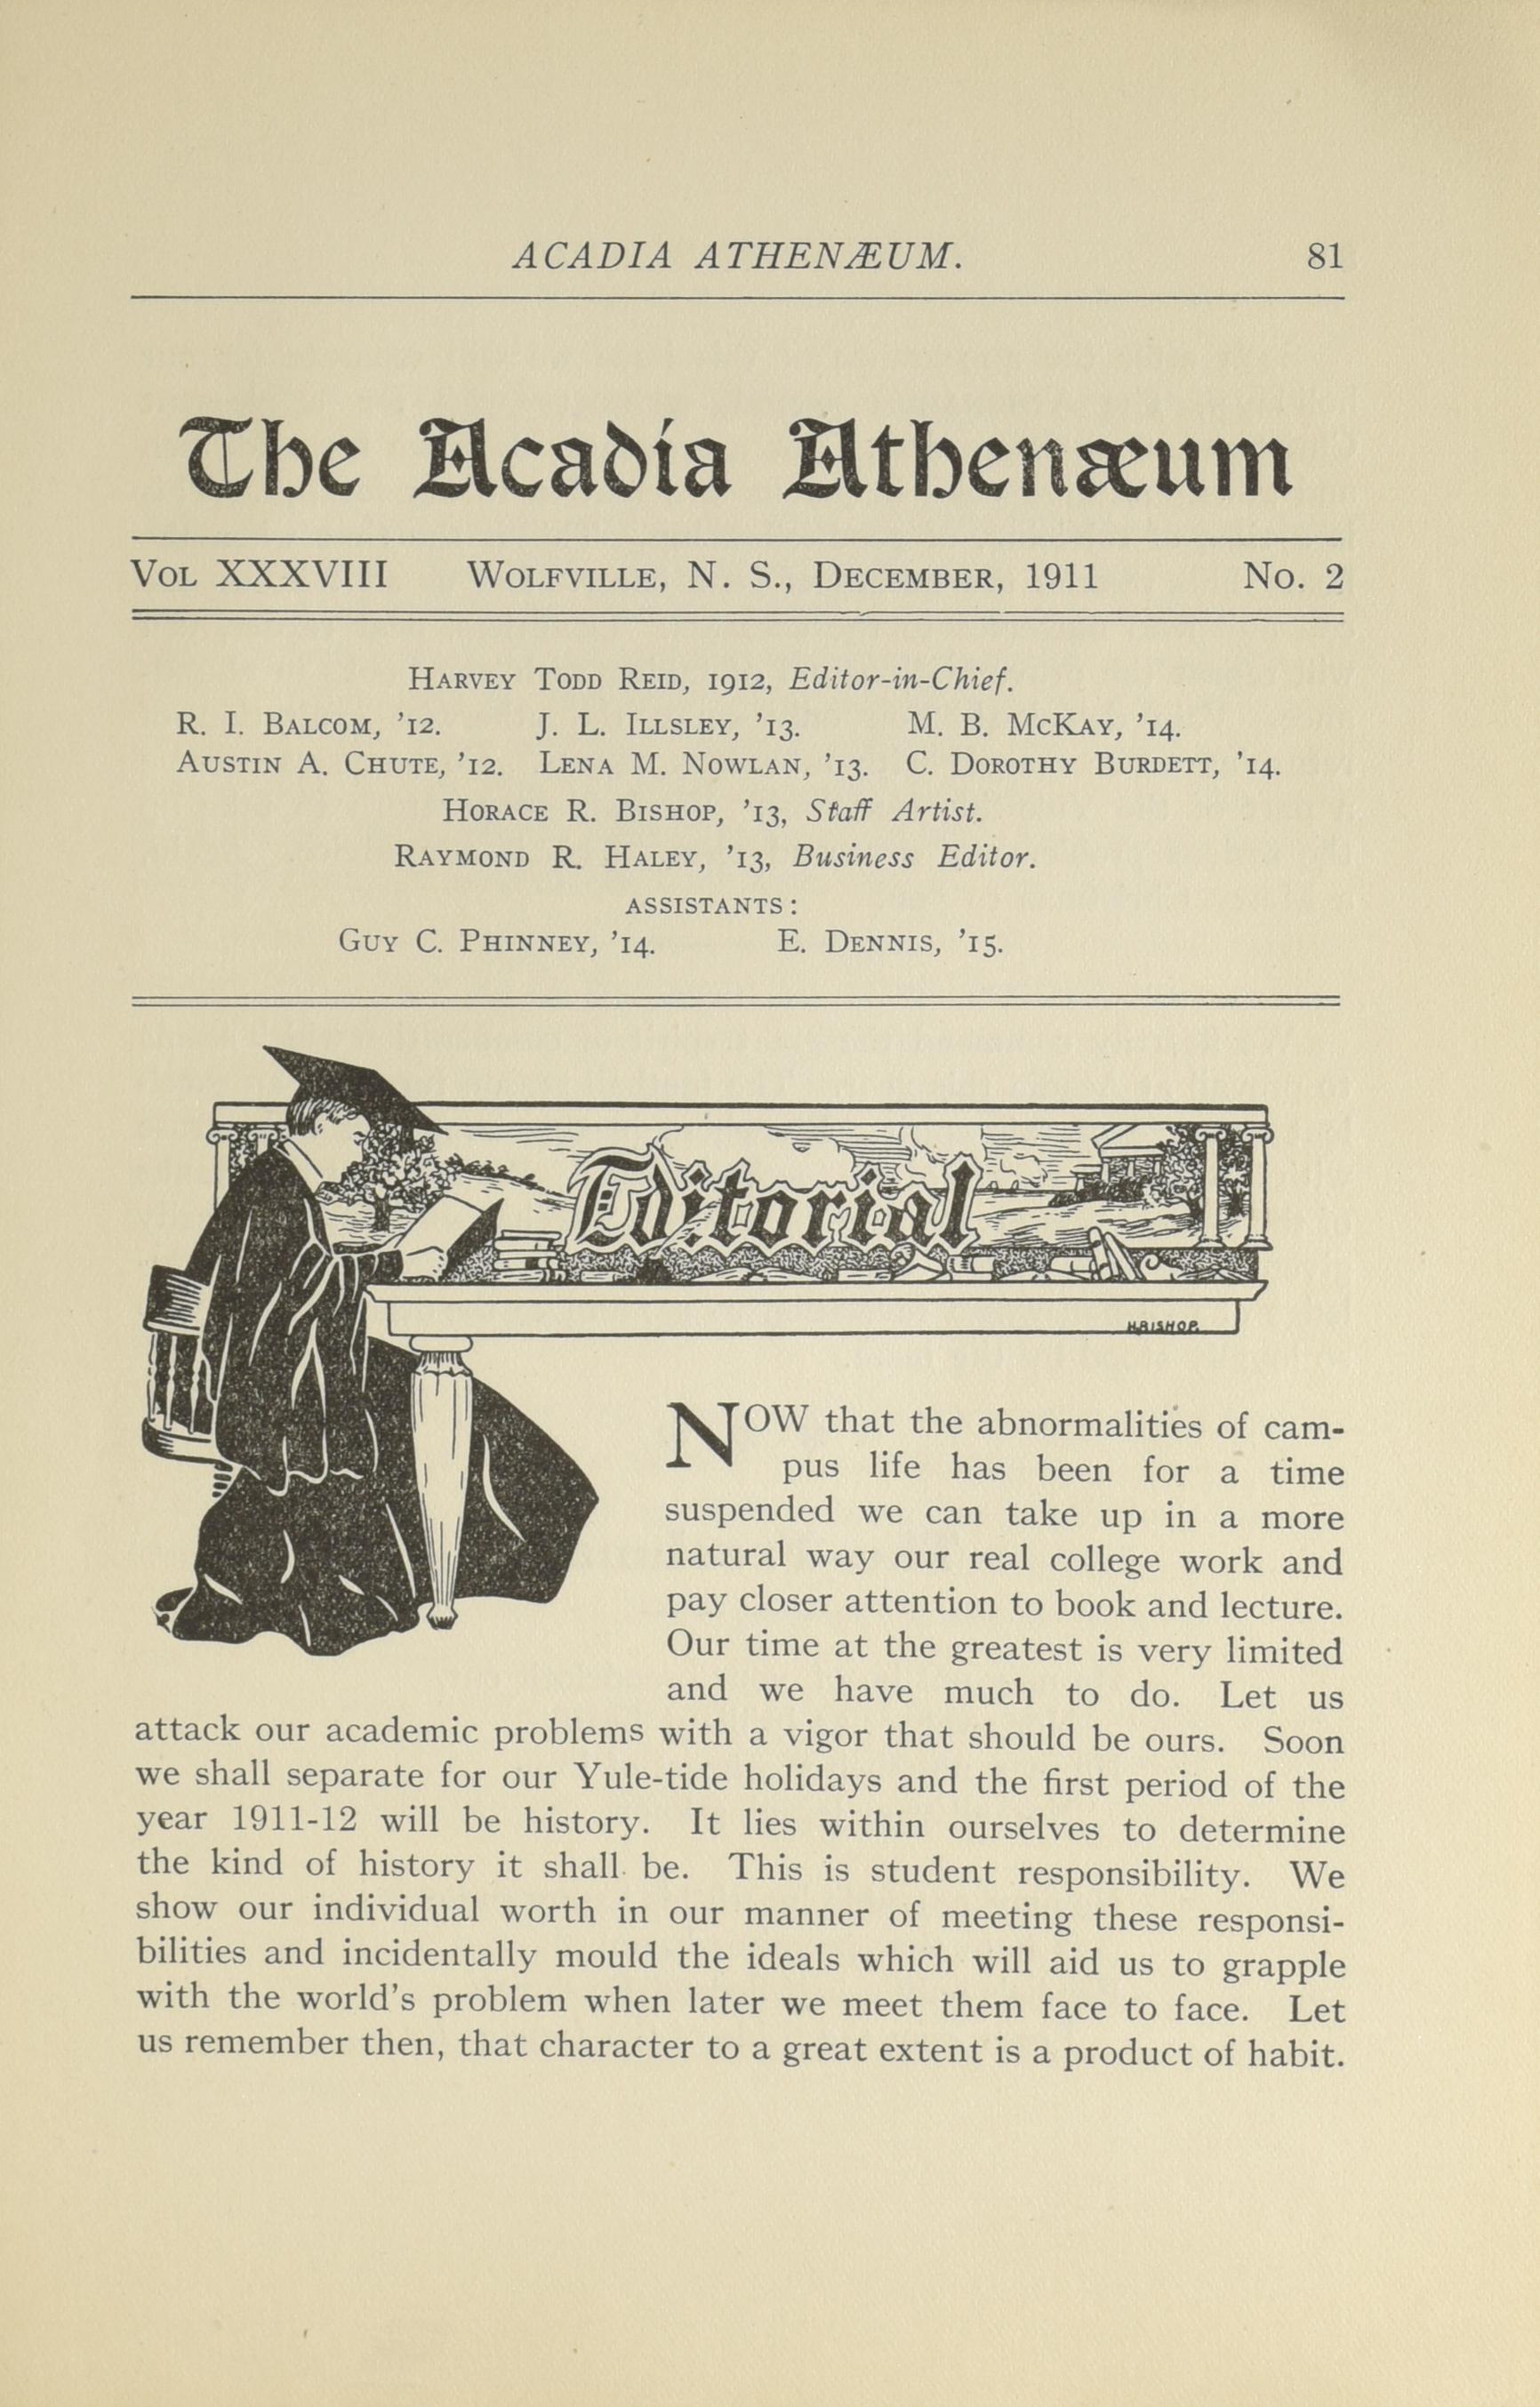 ACADIA ATHENÆUM. 81
The Acadia Athenæum
VOL XXXVIII WOLFVILLE, N. S., DECEMBER, 1911 No. 2
HARVEY TODD REID, 1912, Editor-in-Chief.
R. I. BALCOM, '12. J. L. ILLSLEY, '13. M. B. MCKAY, '14.
AUSTIN A. CHUTE, '12. LENA M. NOWLAN, '13. C. DOROTHY BURDETT, '14.
HORACE R. BISHOP, '13, Staff Artist.
RAYMOND R. HALEY, '13, Business Editor.
ASSISTANTS:
GUY C. PHINNEY, '14. E. DENNIS, '15.
Editorial
H.BISHOP.
NOW that the abnormalities of cam-
pus life has been for a time
suspended we can take up in a more
natural way our real college work and
pay closer attention to book and lecture.
Our time at the greatest is very limited
and we have much to do. Let us
attack our academic problems with a vigor that should be ours. Soon
we shall separate for our Yule-tide holidays and the first period of the
year 1911-12 will be history. It lies within ourselves to determine
the kind of history it shall be. This is student responsibility. We
show our individual worth in our manner of meeting these responsi-
bilities and incidentally mould the ideals which will aid us to grapple
with the world's problem when later we meet them face to face. Let
us remember then, that character to a great extent is a product of habit.